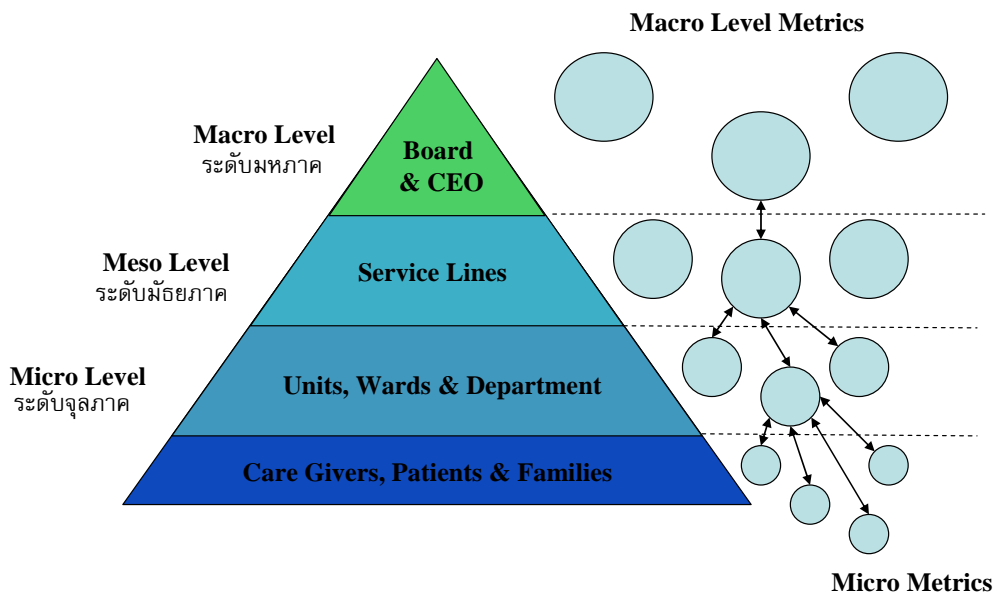 Macro Level Metrics
Macro Level
ระดับมหภาค
Board
& CEO
Meso Level
ระดับมัธยภาค
Service Lines
Micro Level
ระดับจุลภาค
Units, Wards & Department
Care Givers, Patients & Families
Micro Metrics